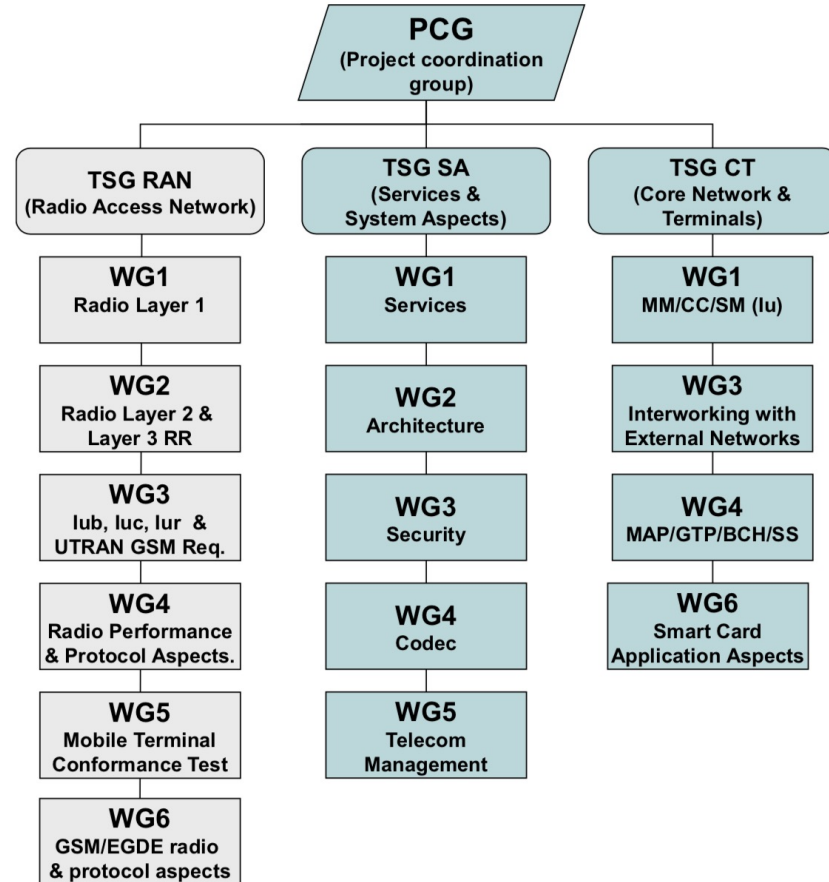 PCG
(Project coordination
group)
TSG RAN
(Radio Access Network)
WG1
Radio Layer 1
WG2
Radio Layer 2 &
Layer 3 RR
WG3
Iub, Iuc, Iur &
UTRAN GSM Req.
WG4
Radio Performance
& Protocol Aspects.
WG5
Mobile Terminal
Conformance Test
WG6
GSM/EGDE radio
& protocol aspects
TSG SA
(Services &
System Aspects)
WG1
Services
WG2
Architecture
WG3
Security
WG4
Codec
WG5
Telecom
Management
TSG CT
(Core Network &
Terminals)
WG1
MM/CC/SM (Iu)
WG3
Interworking with
External Networks
WG4
MAP/GTP/BCH/SS
WG6
Smart Card
Application Aspects